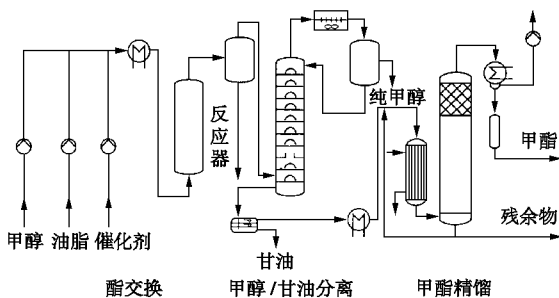 纯甲醇
反应器
甲酯
残余物
甲醇 油脂 催化剂
甘油
酯交换 甲醇/甘油分离 甲酯精馏